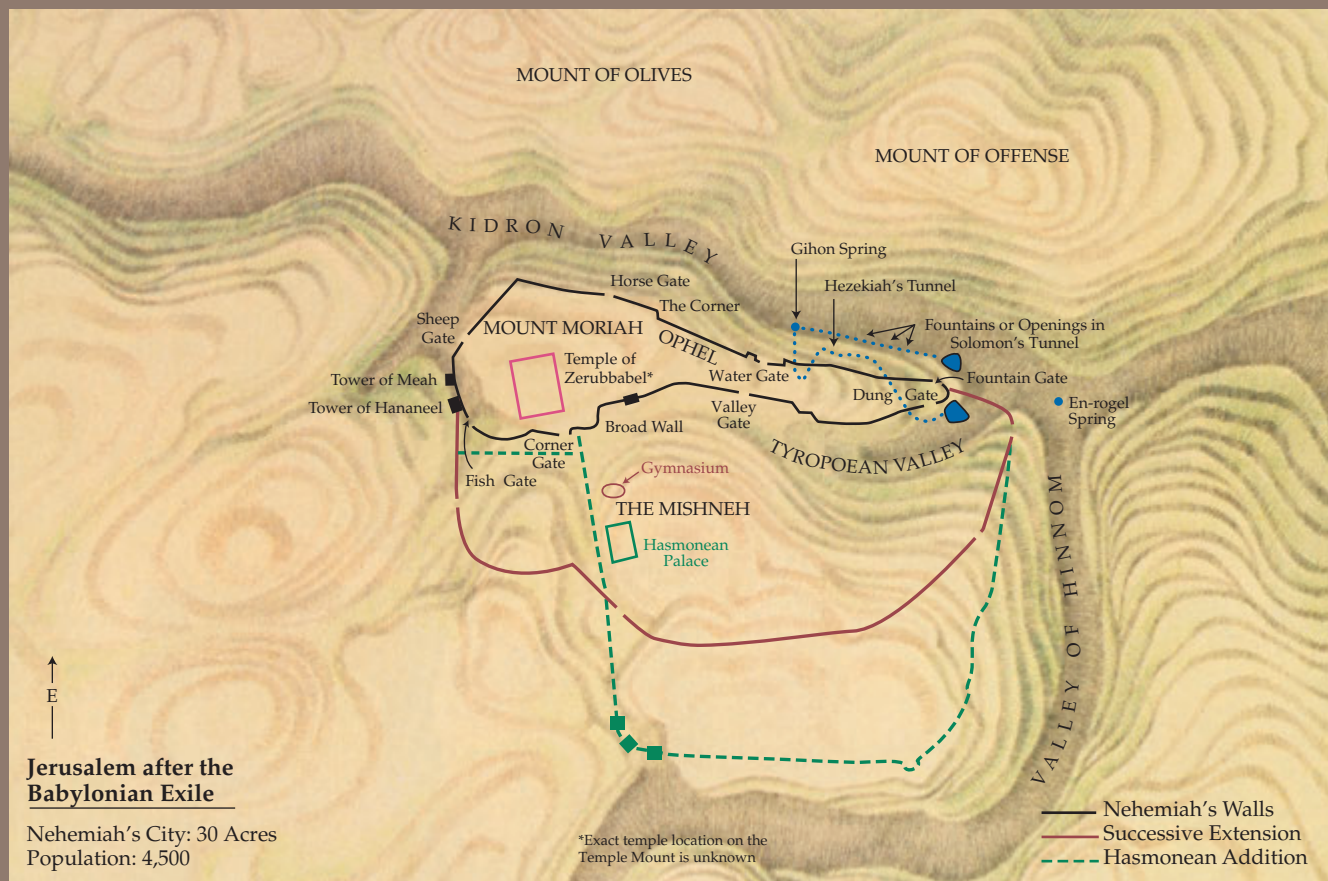 MOUNT OF OLIVES
MOUNT OF OFFENSE
KIDRON VALLEY
Gihon Spring
Horse Gate
Hezekiah's Tunnel
The Corner
Sheep
Gate
MOUNT MORIAH
OPHEL
Fountains or Openings in
Solomon's Tunnel
Temple of
Zerubbabel*
Water Gate
Fountain Gate
Tower of Meah
Dung Gate
Tower of Hananeel
Valley
Gate
En-rogel
Spring
Broad Wall
Corner
Gate
TYROPOEAN VALLEY
Fish Gate
Gymnasium
THE MISHNEH
Hasmonean
Palace
VALLEY OF HINNOM
E
Jerusalem after the
Babylonian Exile
Nehemiah's City: 30 Acres
Population: 4,500
*Exact temple location on the
Temple Mount is unknown
Nehemiah's Walls
Successive Extension
Hasmonean Addition